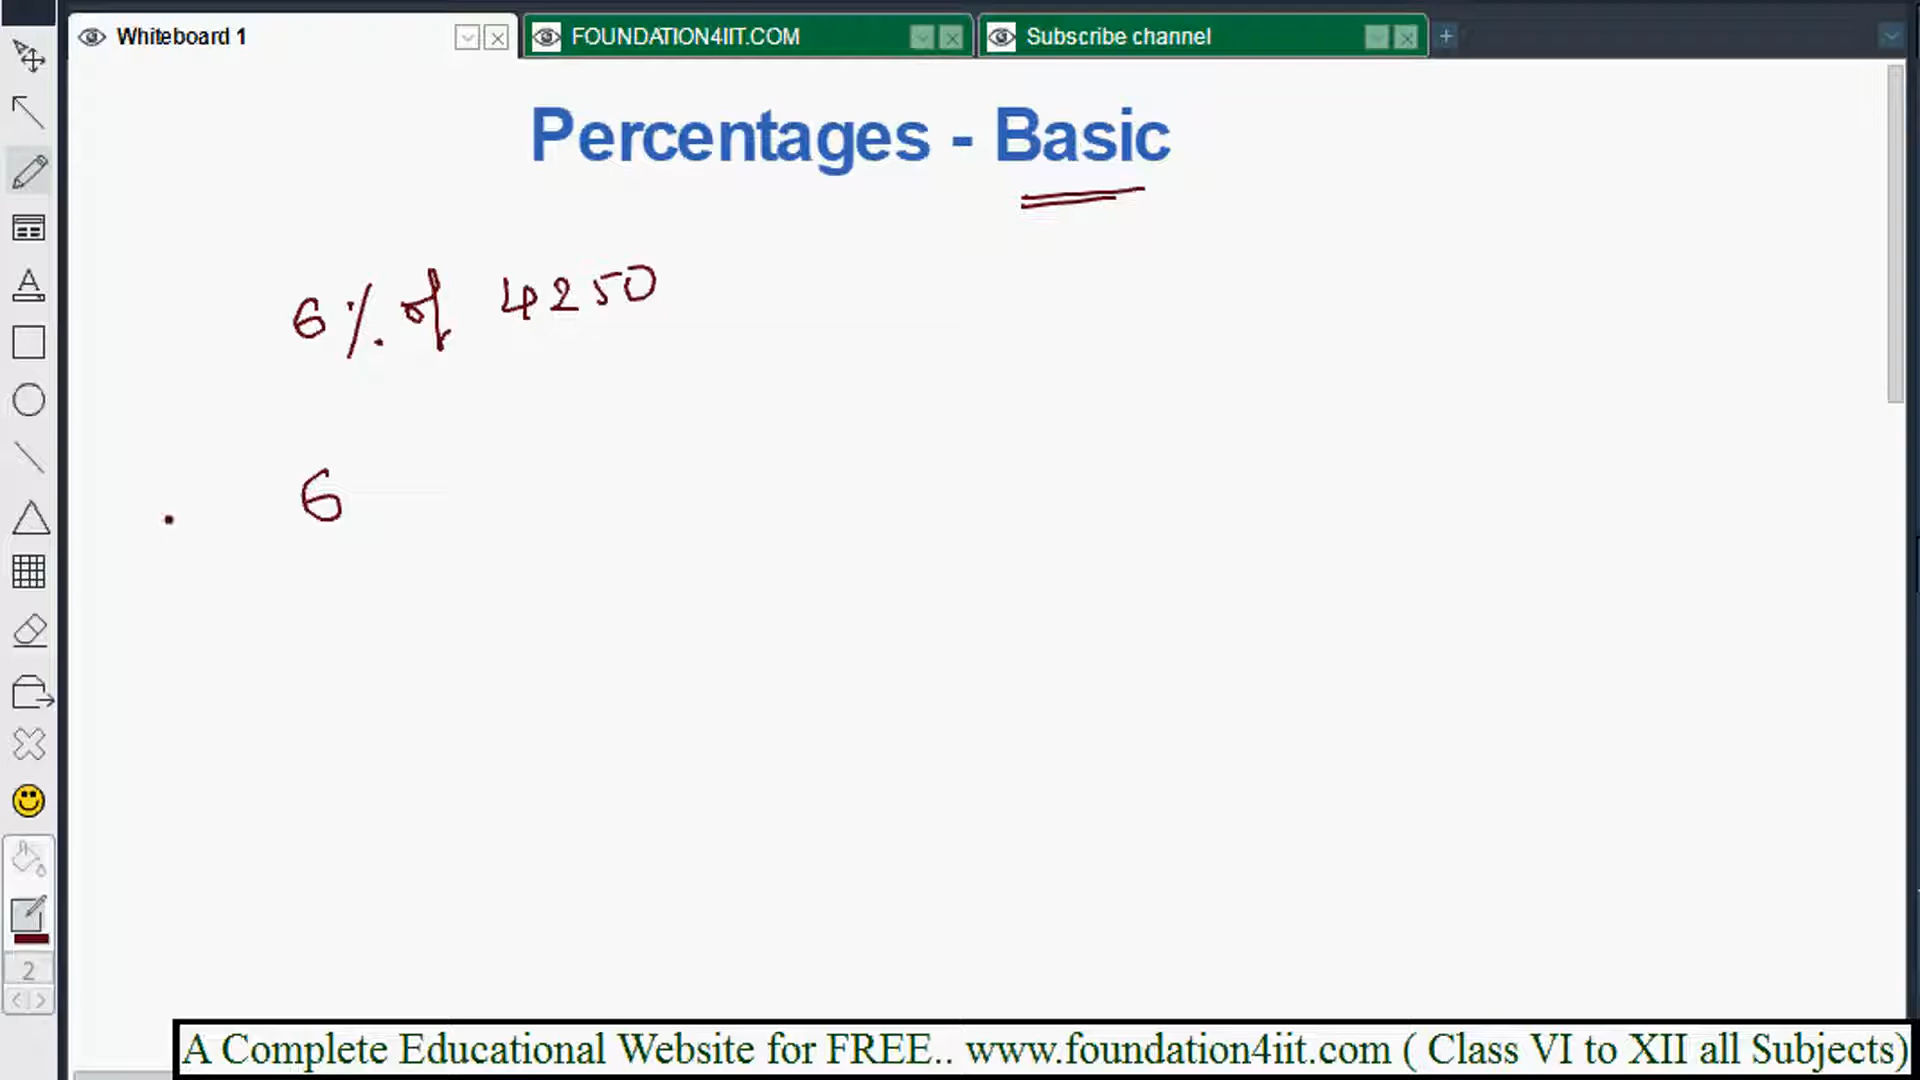 Whiteboard 1
FOUNDATION4IIT.COM
Subscribe channel
Percentages - Basic
6% of 4250
6
2
A Complete Educational Website for FREE.. www.foundation4iit.com ( Class VI to XII all Subjects)